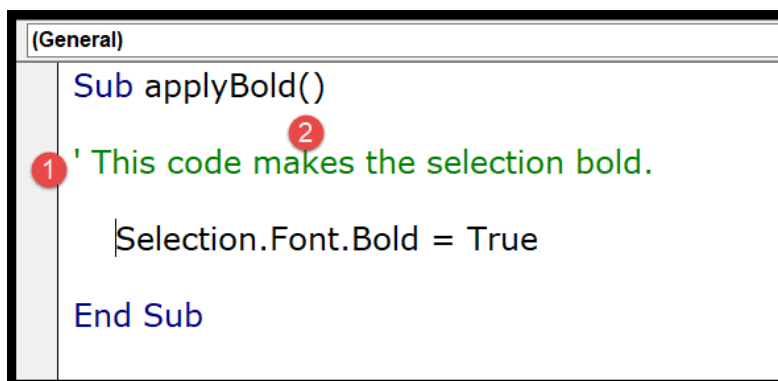 (General)
Sub applyBold()
2
1 ' This code makes the selection bold.
Selection.Font.Bold = True
End Sub